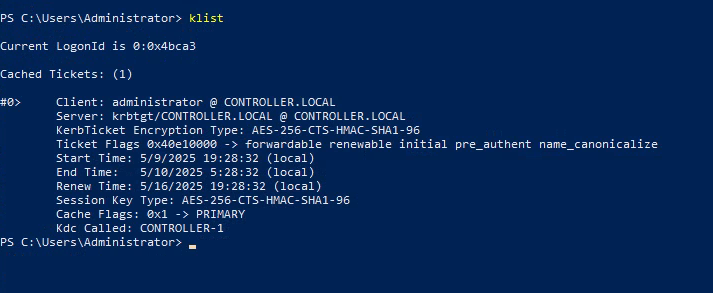 PS C:\Users\Administrator> klist
Current LogonId is 0:0x4bca3
Cached Tickets: (1)
#0>     Client: administrator @ CONTROLLER.LOCAL
        Server: krbtgt/CONTROLLER.LOCAL @ CONTROLLER.LOCAL
        KerbTicket Encryption Type: AES-256-CTS-HMAC-SHA1-96
        Ticket Flags 0x40e10000 -> forwardable renewable initial pre_authent name_canonicalize
        Start Time: 5/9/2025 19:28:32 (local)
        End Time:   5/10/2025 5:28:32 (local)
        Renew Time: 5/16/2025 19:28:32 (local)
        Session Key Type: AES-256-CTS-HMAC-SHA1-96
        Cache Flags: 0x1 -> PRIMARY
        Kdc Called: CONTROLLER-1
PS C:\Users\Administrator>